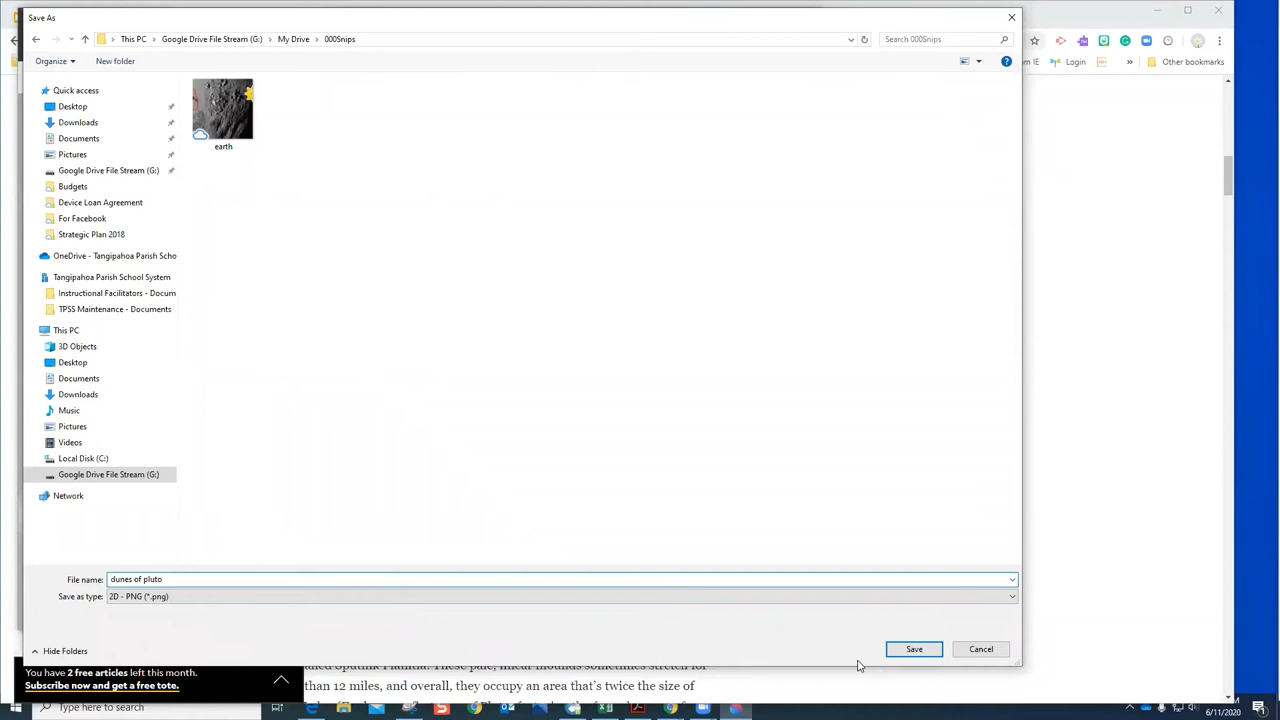 Save As
This PC > Google Drive File Stream (G:) > My Drive > 000Snips
Search 000Snips
Organize
New folder
om IE
Login
Other bookmarks
Quick access
Desktop
Downloads
Documents
Pictures
Google Drive File Stream (G:)
Budgets
Device Loan Agreement
For Facebook
Strategic Plan 2018
OneDrive - Tangipahoa Parish Scho
Tangipahoa Parish School System
Instructional Facilitators - Docum
TPSS Maintenance - Documents
This PC
3D Objects
Desktop
Documents
Downloads
Music
Pictures
Videos
Local Disk (C:)
Google Drive File Stream (G:)
Network
earth
File name: dunes of pluto
Save as type: 2D - PNG (*.png)
Hide Folders
Save
Cancel
You have 2 free articles left this month.
Subscribe now and get a free tote.
than 12 miles, and overall, they occupy an area that's twice the size of
Type here to search
6/11/2020